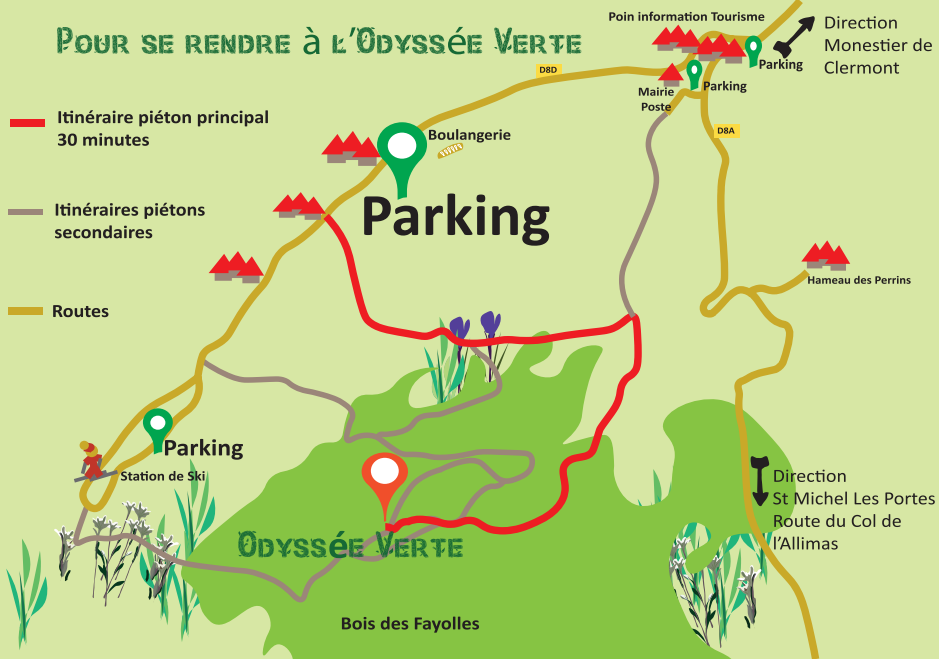 Pour se rendre à l'Odyssée Verte
Poin information Tourisme
Direction
Monestier de
Clermont
Parking
Parking
Mairie
Poste
D8D
D8A
Itinéraire piéton principal
30 minutes
Boulangerie
Parking
Itinéraires piétons
secondaires
Hameau des Perrins
Routes
Parking
Station de Ski
Direction
St Michel Les Portes
Route du Col de
l'Allimas
Odyssée Verte
Bois des Fayolles